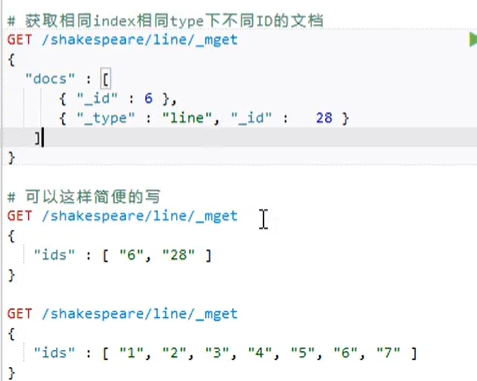 # 获取相同index相同type下不同ID的文档
GET /shakespeare/line/_mget
{
"docs" : [
{ "_id" : 6 },
{ "_type" : "line", "_id" :   28 }
]
}
# 可以这样简便的写
GET /shakespeare/line/_mget
{
"ids" : [ "6", "28" ]
}
GET /shakespeare/line/_mget
{
"ids" : [ "1", "2", "3", "4", "5", "6", "7" ]
}